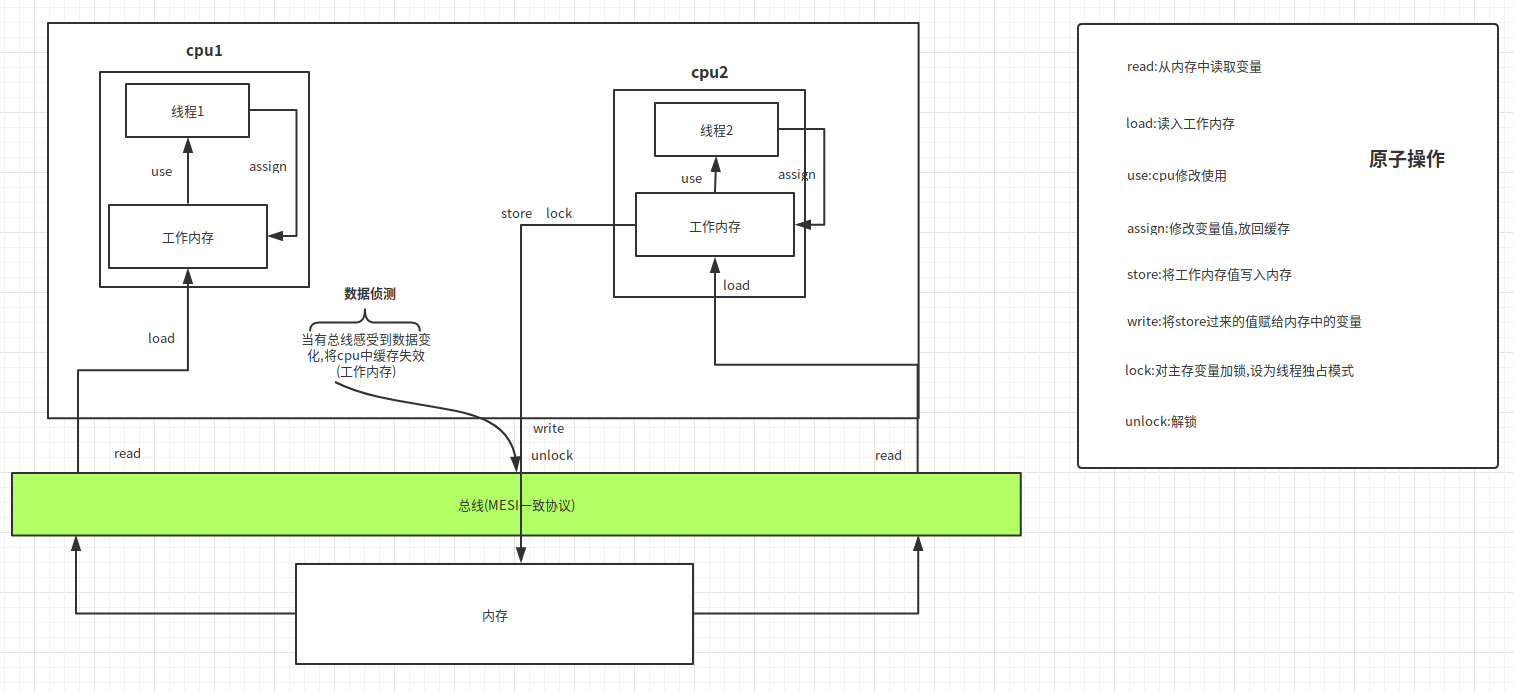 cpu1
线程1
use
assign
工作内存
load
read
数据侦测
当有总线感受到数据变
化,将cpu中缓存失效
(工作内存)
cpu2
线程2
use
assign
工作内存
store lock
load
write
unlock
read
总线(MESI一致协议)
内存
read:从内存中读取变量
load:读入工作内存
原子操作
use:cpu修改使用
assign:修改变量值,放回缓存
store:将工作内存值写入内存
write:将store过来的值赋给内存中的变量
lock:对主存变量加锁,设为线程独占模式
unlock:解锁